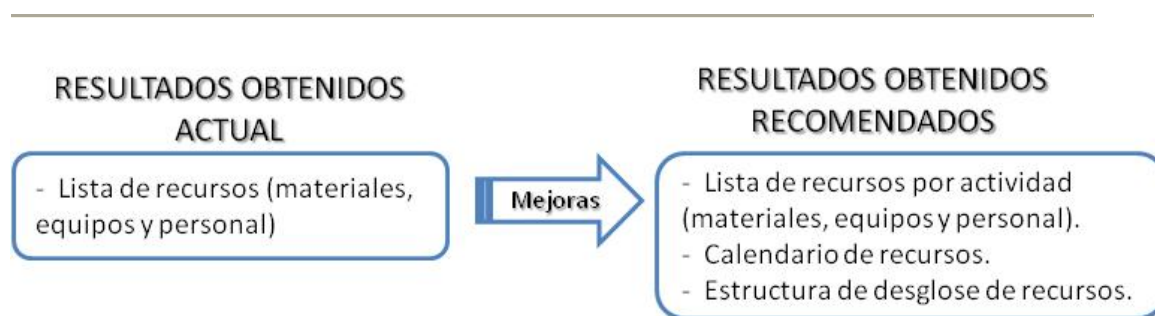 RESULTADOS OBTENIDOS
ACTUAL
- Lista de recursos (materiales,
equipos y personal)
Mejoras
RESULTADOS OBTENIDOS
RECOMENDADOS
- Lista de recursos por actividad
(materiales, equipos y personal).
- Calendario de recursos.
- Estructura de desglose de recursos.